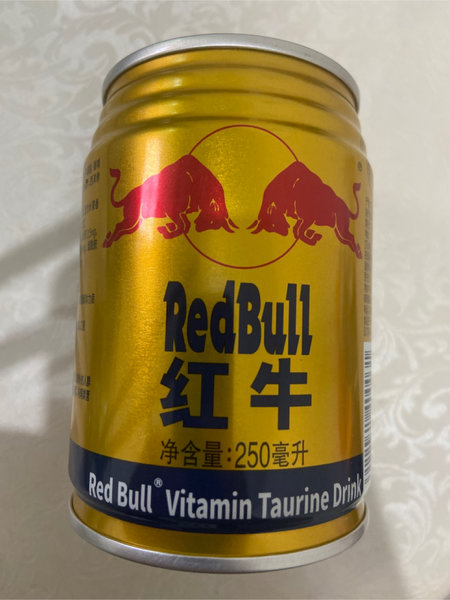 RedBull
红牛
净含量:250毫升
Red Bull® Vitamin Taurine Drink